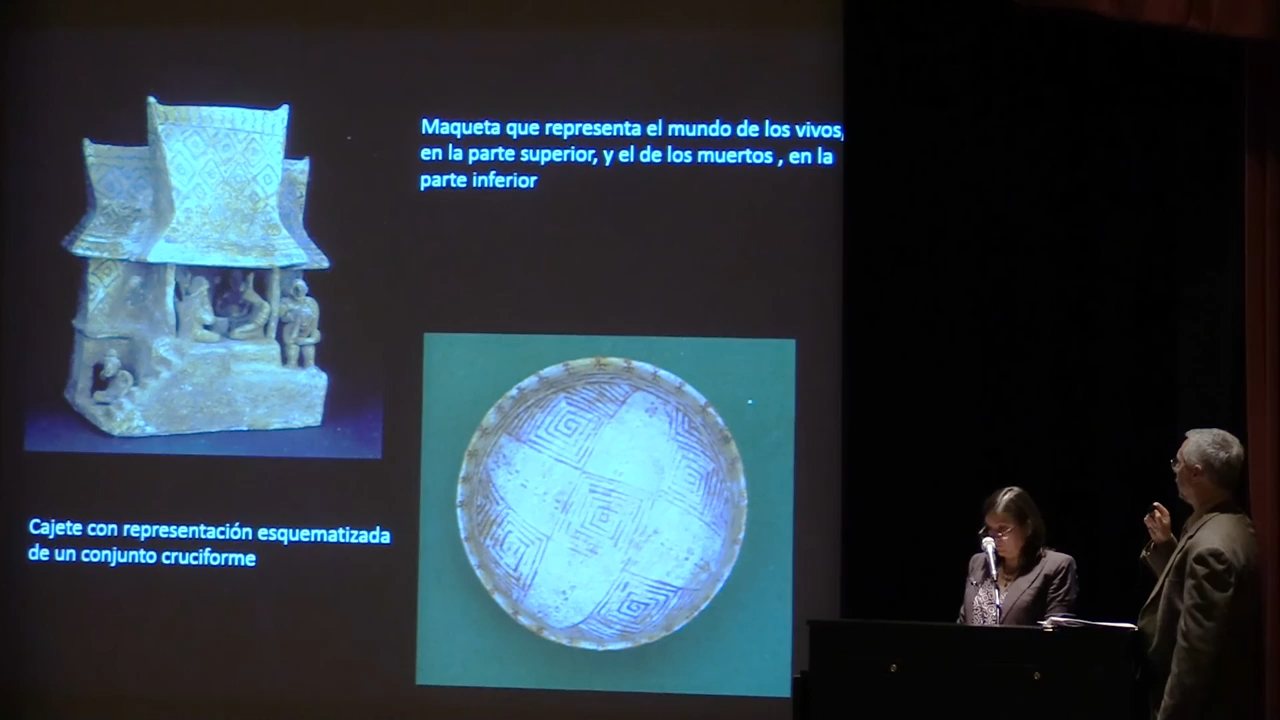 Maqueta que representa el mundo de los vivos,
en la parte superior, y el de los muertos , en la
parte inferior
Cajete con representación esquematizada
de un conjunto cruciforme